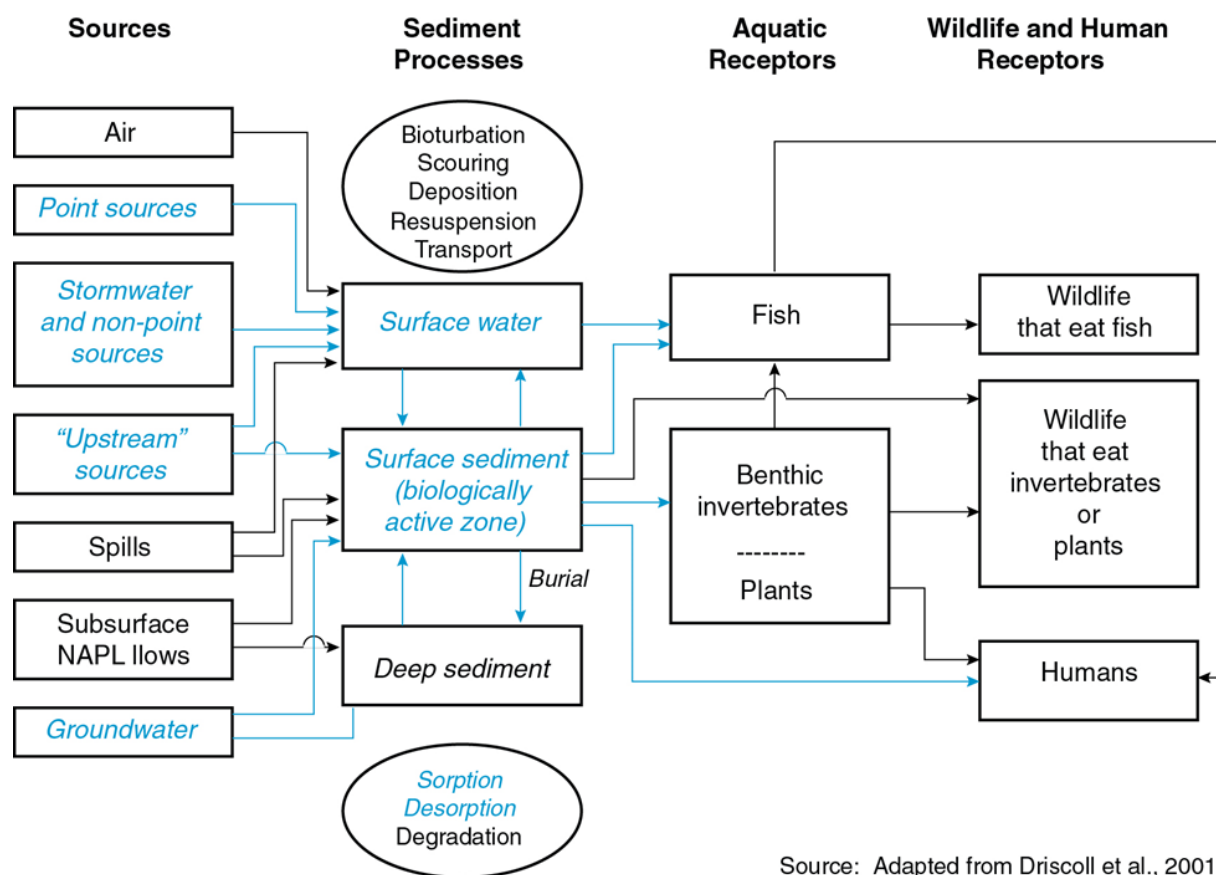 Sources
Sediment
Processes
Aquatic
Receptors
Wildlife and Human
Receptors
Air
Point sources
Stormwater
and non-point
sources
“Upstream”
sources
Spills
Subsurface
NAPL llows
Groundwater
Bioturbation
Scouring
Deposition
Resuspension
Transport
Surface water
Surface sediment
(biologically
active zone)
Burial
Deep sediment
Sorption
Desorption
Degradation
Fish
Benthic
invertebrates
--------
Plants
Wildlife
that eat fish
Wildlife
that eat
invertebrates
or
plants
Humans
Source: Adapted from Driscoll et al., 2001